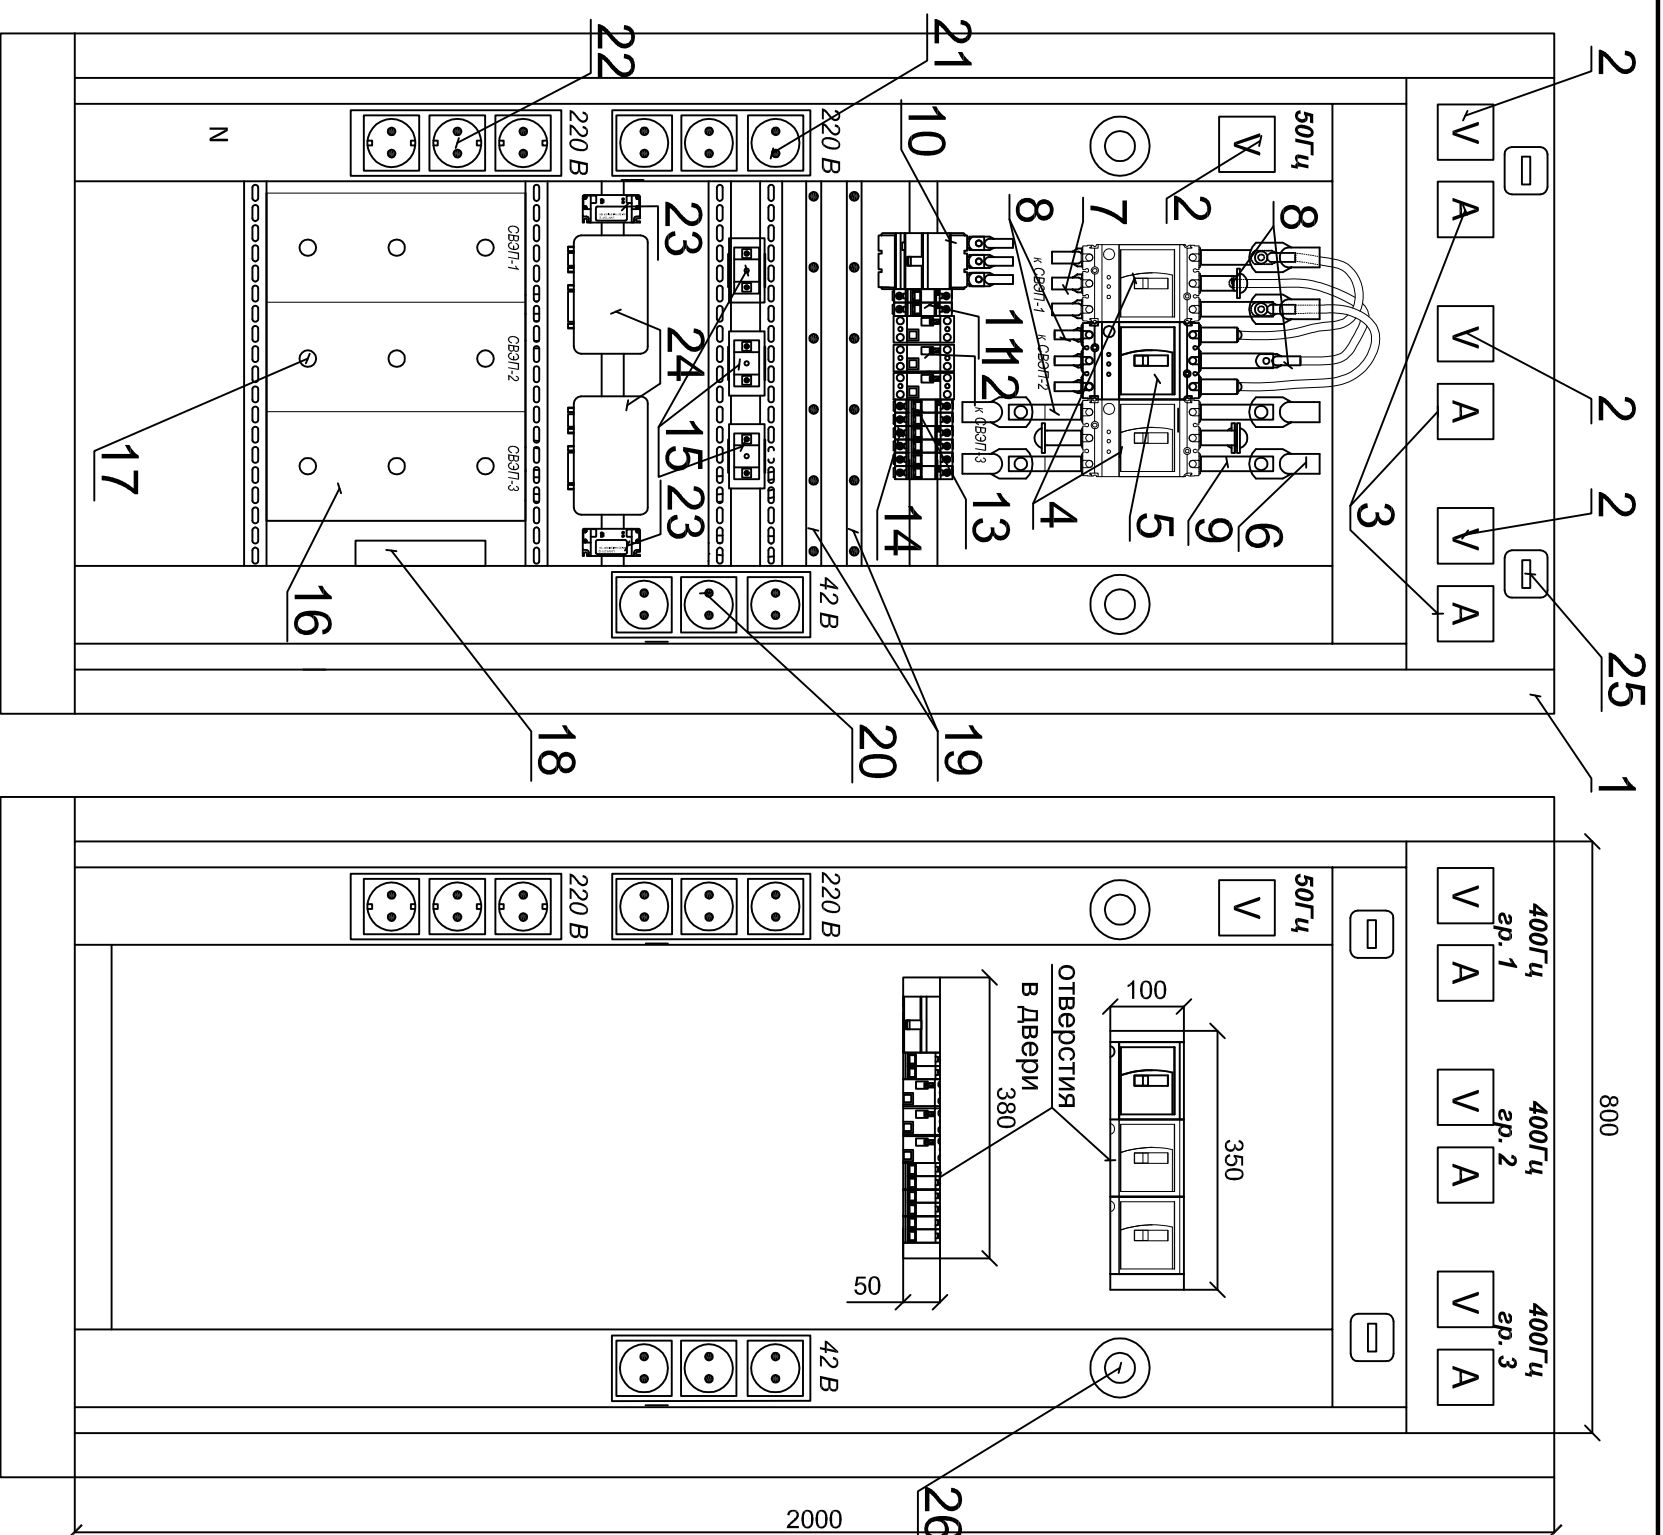 2
2
2
25
1
V
A
V
A
V
A
3
50Гц
V
2
8
6
9
5
4
7
8
к СВЭП-1
к СВЭП-2
к СВЭП-3
21
10
11
12
13
14
19
220 В
42 В
20
22
23
24
15
23
220 В
18
СВЭП-1
СВЭП-2
СВЭП-3
16
N
17
800
400Гц
гр. 1
400Гц
гр. 2
400Гц
гр. 3
V
A
V
A
V
A
50Гц
V
350
100
отверстия
в двери
380
50
220 В
42 В
220 В
26
2000